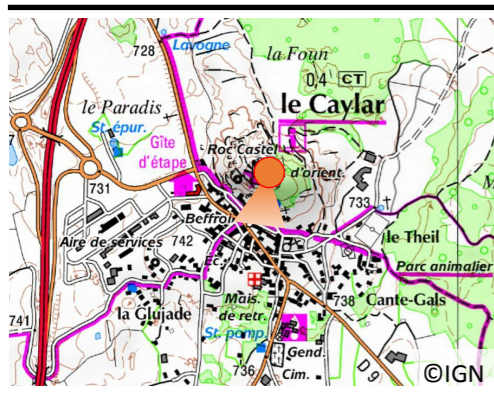 728
Lavogne
la Foun
0,4 CT
le Paradis
le Caylar
St. épur.
Gîte
d'étape
Roc Castel
d'orient.
731
733
Beffroi
Aire de services
742
le Theil
Parc animalier
Mais.
de retr.
738
Cante-Gals
la Glujade
741
St. pomp.
Gend.
736
Cim.
D 9
©IGN